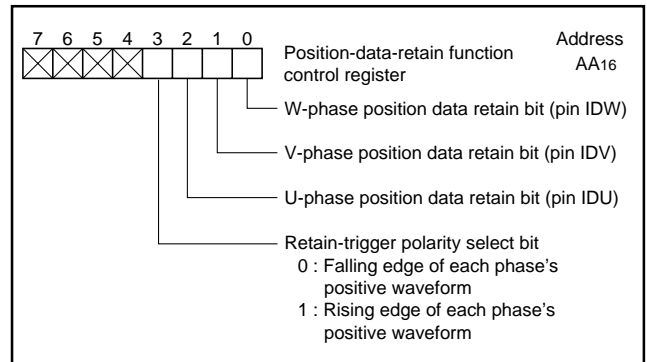 7 6 5 4 3 2 1 0
Position-data-retain function
control register
Address
AA16
W-phase position data retain bit (pin IDW)
V-phase position data retain bit (pin IDV)
U-phase position data retain bit (pin IDU)
Retain-trigger polarity select bit
0 : Falling edge of each phase's
positive waveform
1 : Rising edge of each phase's
positive waveform